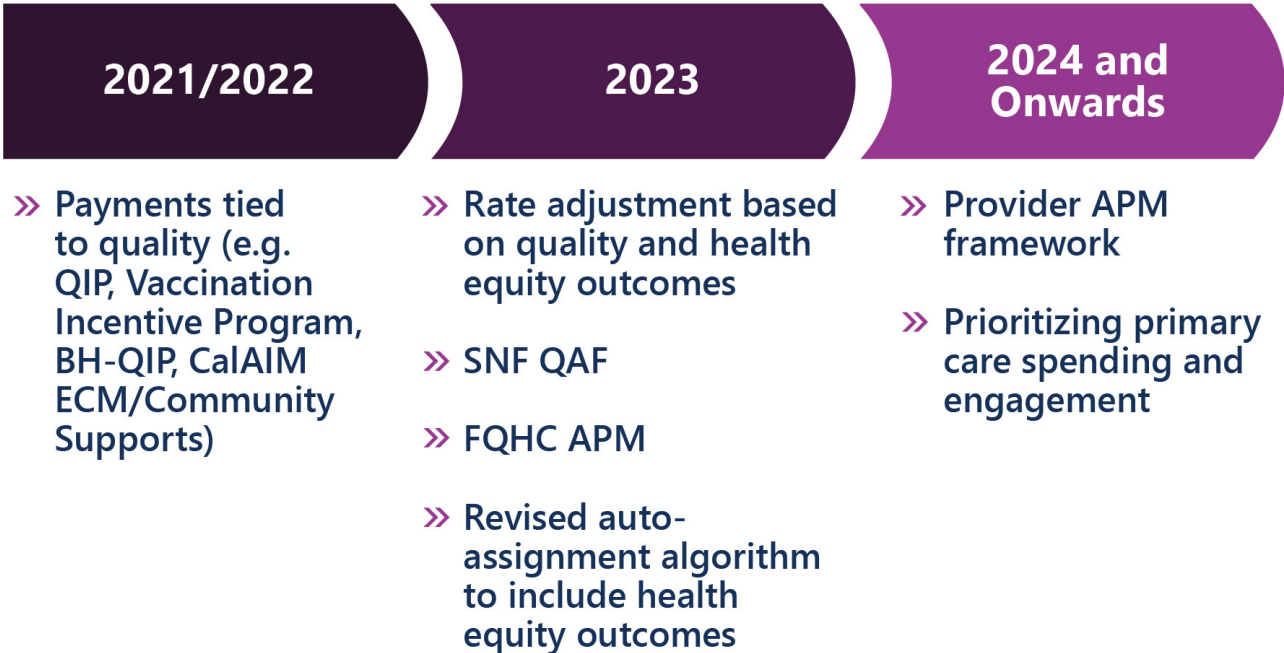 2021/2022
» Payments tied
to quality (e.g.
QIP, Vaccination
Incentive Program,
BH-QIP, CalAIM
ECM/Community
Supports)
2023
» Rate adjustment based
on quality and health
equity outcomes
» SNF QAF
» FQHC APM
» Revised auto-
assignment algorithm
to include health
equity outcomes
2024 and
Onwards
» Provider APM
framework
» Prioritizing primary
care spending and
engagement